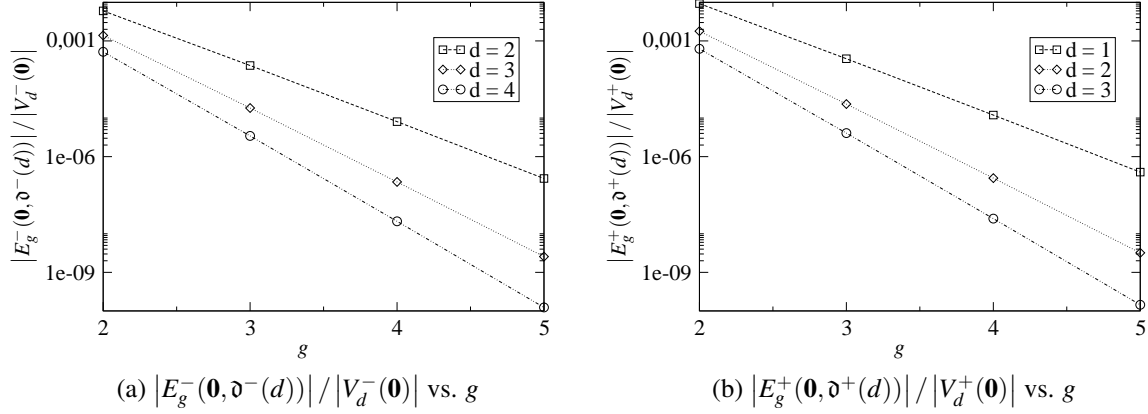 |E_g^−(𝟎, 𝔡^−(d))| / |V_d^−(𝟎)|
0,001
1e-06
1e-09
2 3 4 5
g
d = 2
d = 3
d = 4
(a) |E_g^−(𝟎, 𝔡^−(d))| / |V_d^−(𝟎)| vs. g
|E_g^+(𝟎, 𝔡^+(d))| / |V_d^+(𝟎)|
0,001
1e-06
1e-09
2 3 4 5
g
d = 1
d = 2
d = 3
(b) |E_g^+(𝟎, 𝔡^+(d))| / |V_d^+(𝟎)| vs. g